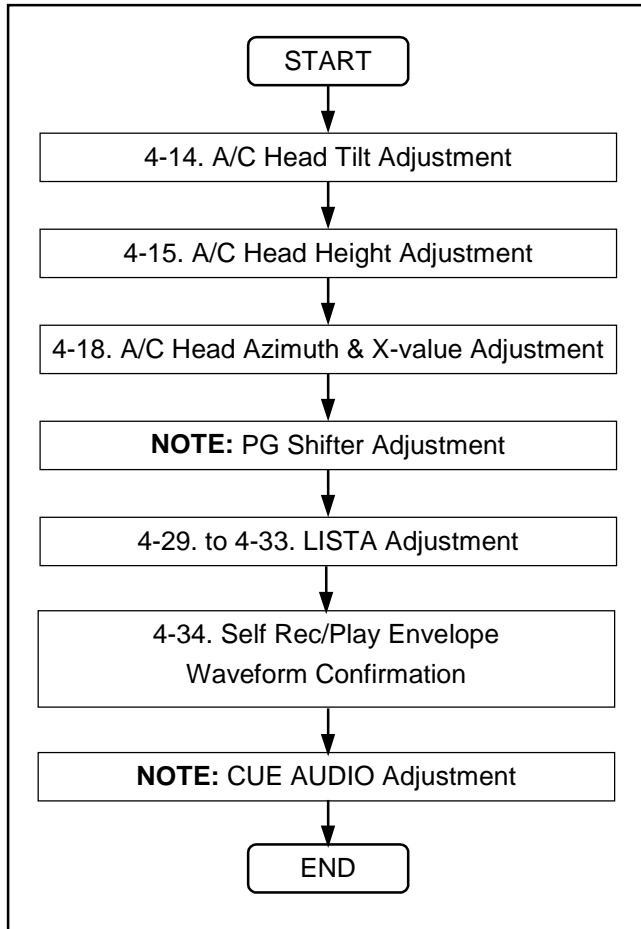 START
4-14. A/C Head Tilt Adjustment
4-15. A/C Head Height Adjustment
4-18. A/C Head Azimuth & X-value Adjustment
NOTE: PG Shifter Adjustment
4-29. to 4-33. LISTA Adjustment
4-34. Self Rec/Play Envelope
Waveform Confirmation
NOTE: CUE AUDIO Adjustment
END